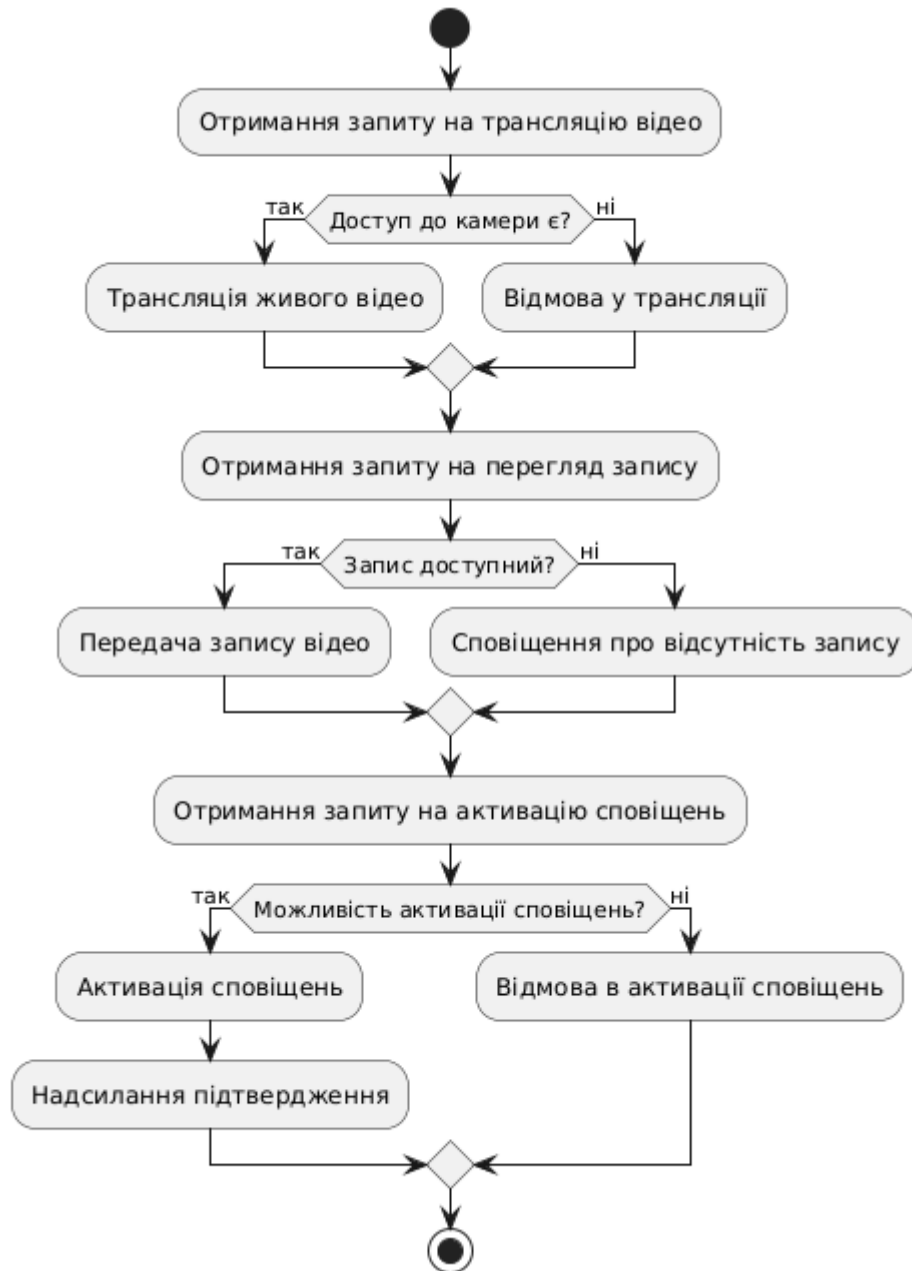 Отримання запиту на трансляцію відео
так
Доступ до камери є?
ні
Трансляція живого відео
Відмова у трансляції
Отримання запиту на перегляд запису
так
Запис доступний?
ні
Передача запису відео
Сповіщення про відсутність запису
Отримання запиту на активацію сповіщень
так
Можливість активації сповіщень?
ні
Активація сповіщень
Відмова в активації сповіщень
Надсилання підтвердження